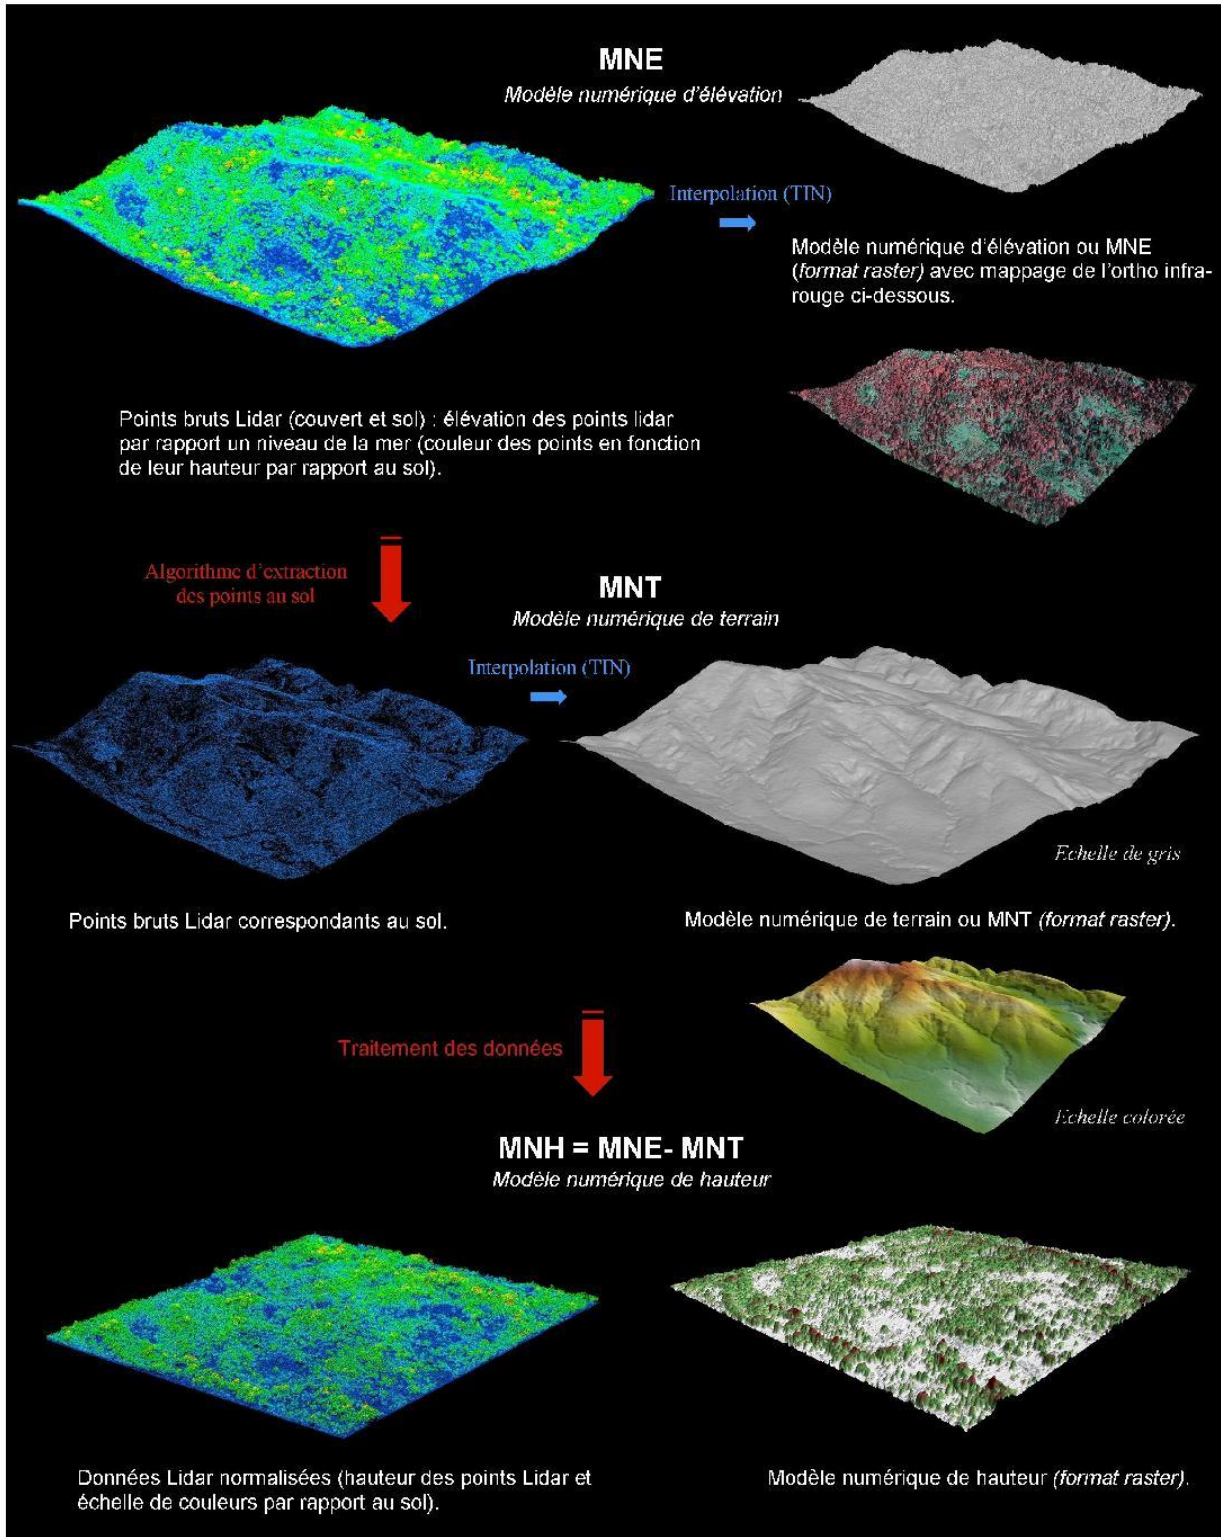 MNE
Modèle numérique d'élévation
Interpolation (TIN)
Modèle numérique d'élévation ou MNE
(format raster) avec mappage de l'ortho infra-
rouge ci-dessous.
Points bruts Lidar (couvert et sol) : élévation des points lidar
par rapport un niveau de la mer (couleur des points en fonction
de leur hauteur par rapport au sol).
Algorithme d'extraction
des points au sol
MNT
Modèle numérique de terrain
Interpolation (TIN)
Echelle de gris
Points bruts Lidar correspondants au sol.
Modèle numérique de terrain ou MNT (format raster).
Traitement des données
Echelle colorée
MNH = MNE- MNT
Modèle numérique de hauteur
Données Lidar normalisées (hauteur des points Lidar et
échelle de couleurs par rapport au sol).
Modèle numérique de hauteur (format raster).